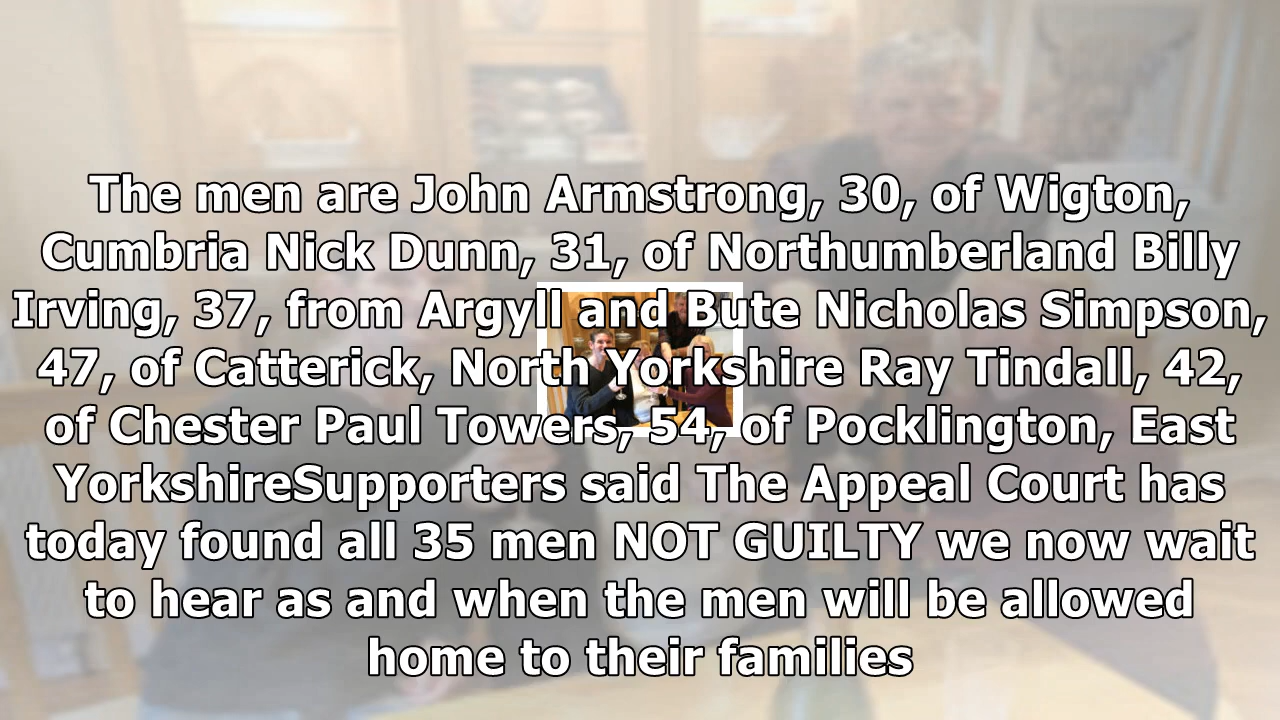 The men are John Armstrong, 30, of Wigton,
Cumbria Nick Dunn, 31, of Northumberland Billy
Irving, 37, from Argyll and Bute Nicholas Simpson,
47, of Catterick, North Yorkshire Ray Tindall, 42,
of Chester Paul Towers, 54, of Pocklington, East
YorkshireSupporters said The Appeal Court has
today found all 35 men NOT GUILTY we now wait
to hear as and when the men will be allowed
home to their families